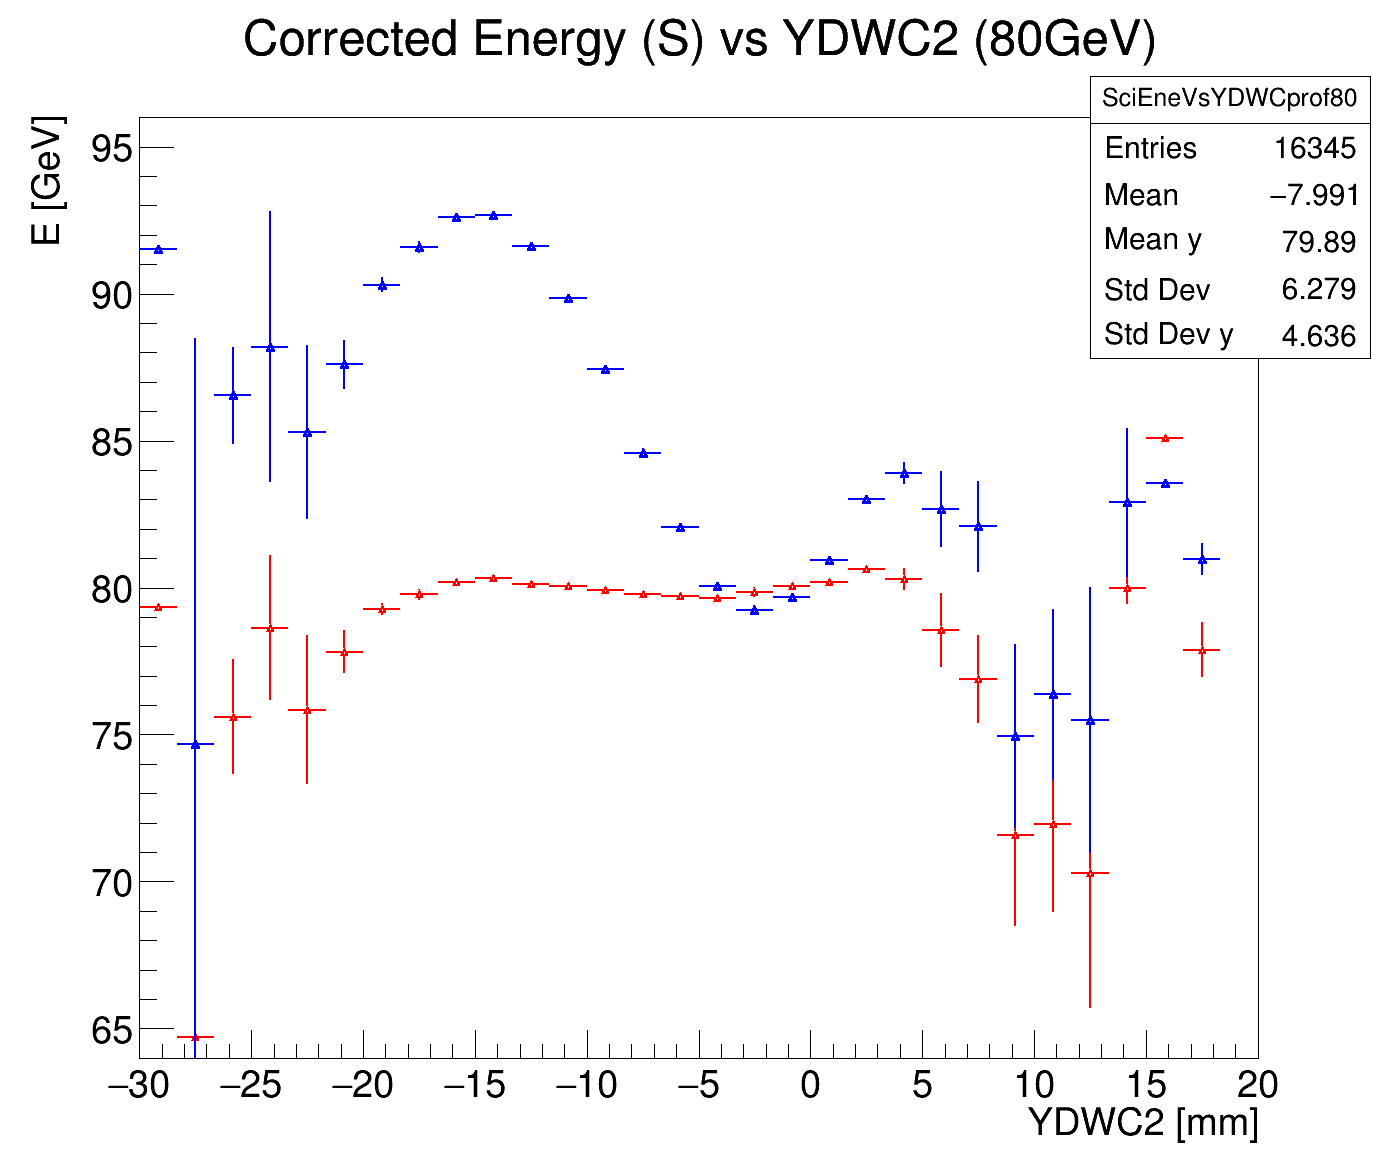 Corrected Energy (S) vs YDWC2 (80GeV)
SciEneVsYDWCprof80
Entries 16345
Mean −7.991
Mean y 79.89
Std Dev 6.279
Std Dev y 4.636
E [GeV]
95
90
85
80
75
70
65
−30 −25 −20 −15 −10 −5 0 5 10 15 20
YDWC2 [mm]